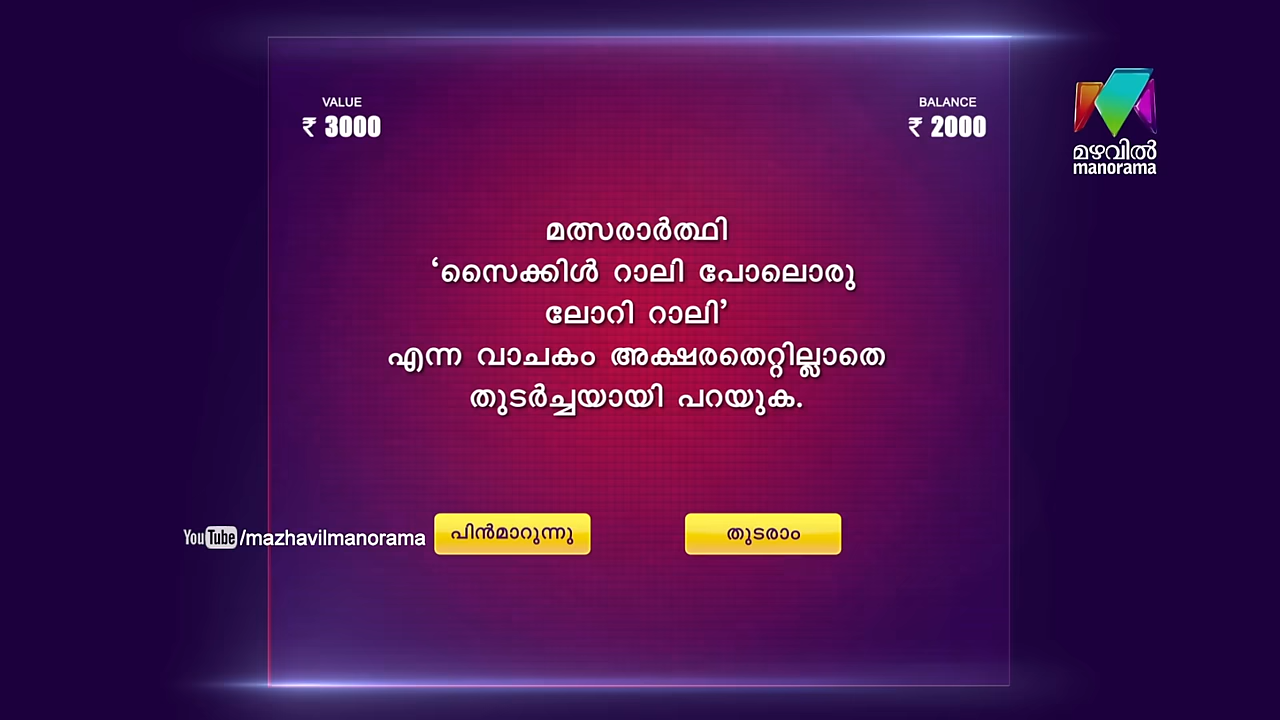 VALUE
₹ 3000
BALANCE
₹ 2000
മഴവിൽ
manorama
മത്സരാർത്ഥി
‘സൈക്കിൾ റാലി പോലൊരു
ലോറി റാലി’
എന്ന വാചകം അക്ഷരതെറ്റില്ലാതെ
തുടർച്ചയായി പറയുക.
YouTube/mazhavilmanorama
പിൻമാറുന്നു
തുടരാം